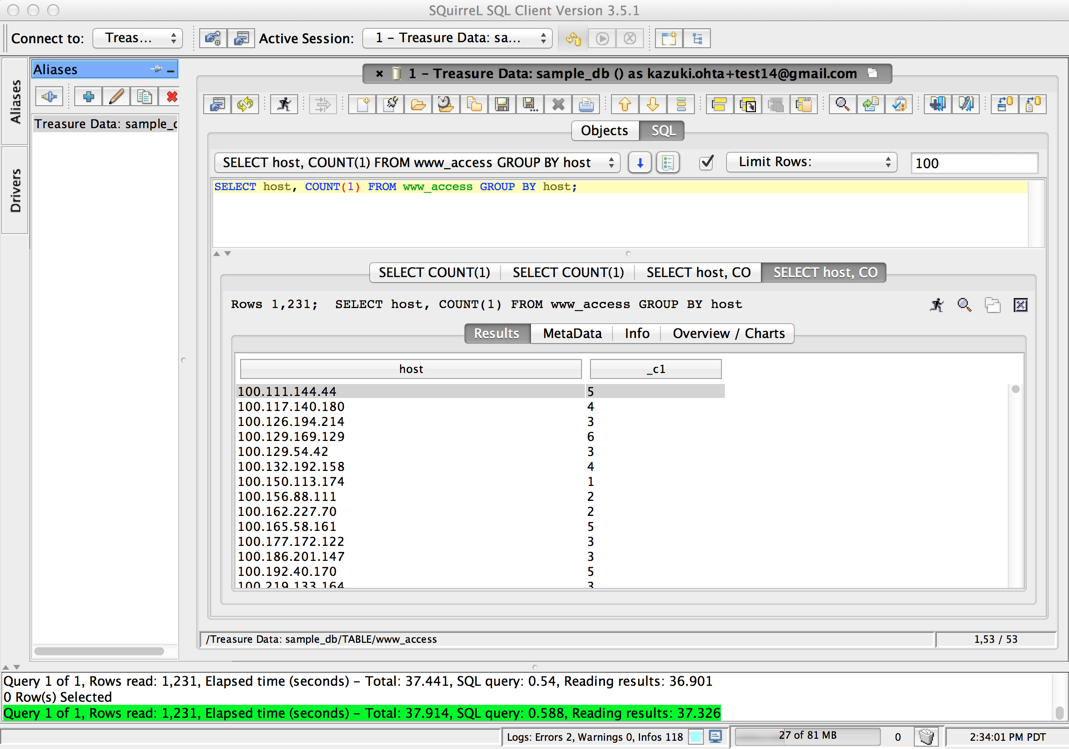 SQuirreL SQL Client Version 3.5.1
Connect to: Treas... Active Session: 1 – Treasure Data: sa...
Aliases
Aliases
Drivers
Treasure Data: sample_c
1 – Treasure Data: sample_db () as kazuki.ohta+test14@gmail.com
Objects SQL
SELECT host, COUNT(1) FROM www_access GROUP BY host Limit Rows: 100
SELECT host, COUNT(1) FROM www_access GROUP BY host;
SELECT COUNT(1) SELECT COUNT(1) SELECT host, CO SELECT host, CO
Rows 1,231; SELECT host, COUNT(1) FROM www_access GROUP BY host
Results MetaData Info Overview / Charts
host _c1
100.111.144.44 5
100.117.140.180 4
100.126.194.214 3
100.129.169.129 6
100.129.54.42 3
100.132.192.158 4
100.150.113.174 1
100.156.88.111 2
100.162.227.70 2
100.165.58.161 5
100.177.172.122 3
100.186.201.147 3
100.192.40.170 5
100.219.133.164 3
/Treasure Data: sample_db/TABLE/www_access 1,53 / 53
Query 1 of 1, Rows read: 1,231, Elapsed time (seconds) – Total: 37.441, SQL query: 0.54, Reading results: 36.901
0 Row(s) Selected
Query 1 of 1, Rows read: 1,231, Elapsed time (seconds) – Total: 37.914, SQL query: 0.588, Reading results: 37.326
Logs: Errors 2, Warnings 0, Infos 118 27 of 81 MB 0 2:34:01 PM PDT